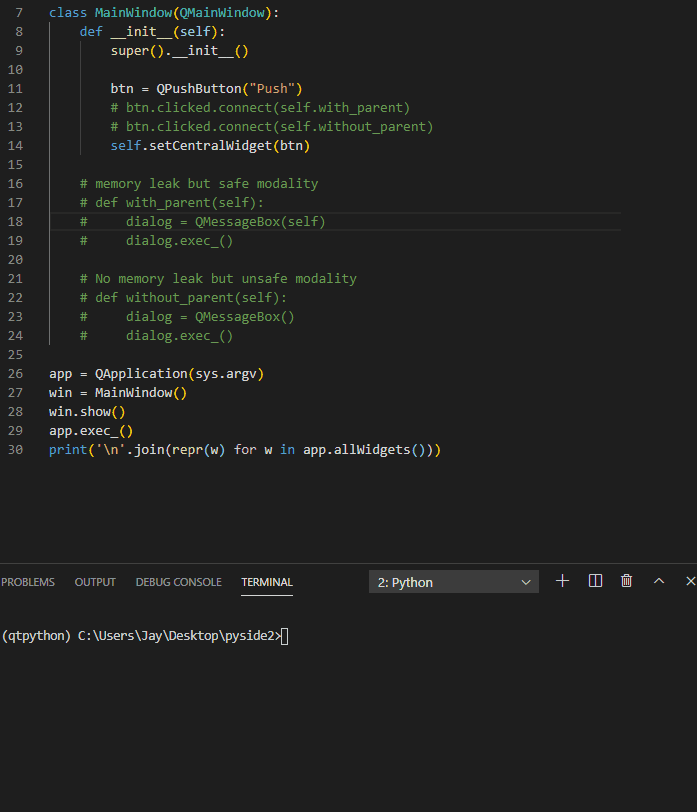 7 class MainWindow(QMainWindow):
8 def __init__(self):
9 super().__init__()
10
11 btn = QPushButton("Push")
12 # btn.clicked.connect(self.with_parent)
13 # btn.clicked.connect(self.without_parent)
14 self.setCentralWidget(btn)
15
16 # memory leak but safe modality
17 # def with_parent(self):
18 # dialog = QMessageBox(self)
19 # dialog.exec_()
20
21 # No memory leak but unsafe modality
22 # def without_parent(self):
23 # dialog = QMessageBox()
24 # dialog.exec_()
25
26 app = QApplication(sys.argv)
27 win = MainWindow()
28 win.show()
29 app.exec_()
30 print('\n'.join(repr(w) for w in app.allWidgets()))
PROBLEMS OUTPUT DEBUG CONSOLE TERMINAL 2: Python
(qtpython) C:\Users\Jay\Desktop\pyside2>